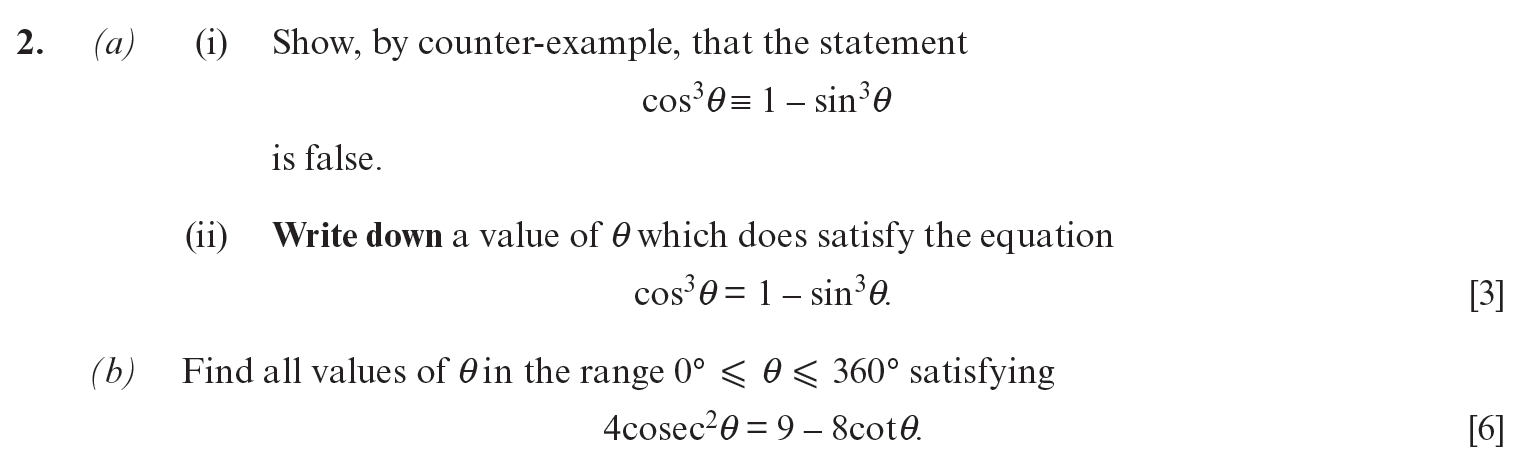 2. (a) (i) Show, by counter-example, that the statement
cos³θ ≡ 1 – sin³θ
is false.
(ii) Write down a value of θ which does satisfy the equation
cos³θ = 1 – sin³θ. [3]
(b) Find all values of θ in the range 0° ⩽ θ ⩽ 360° satisfying
4cosec²θ = 9 – 8cotθ. [6]